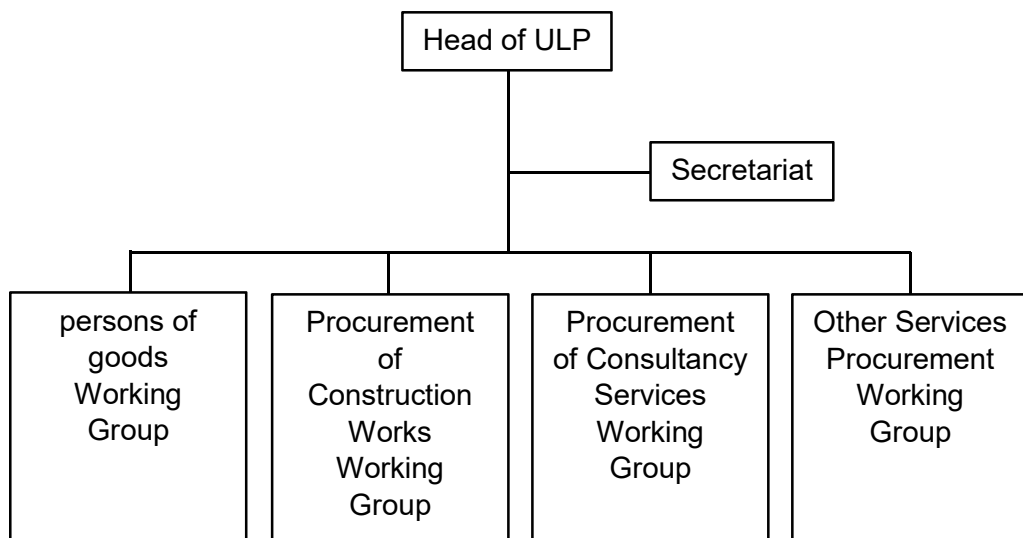 Head of ULP
Secretariat
persons of
goods
Working
Group
Procurement
of
Construction
Works
Working
Group
Procurement
of Consultancy
Services
Working
Group
Other Services
Procurement
Working
Group